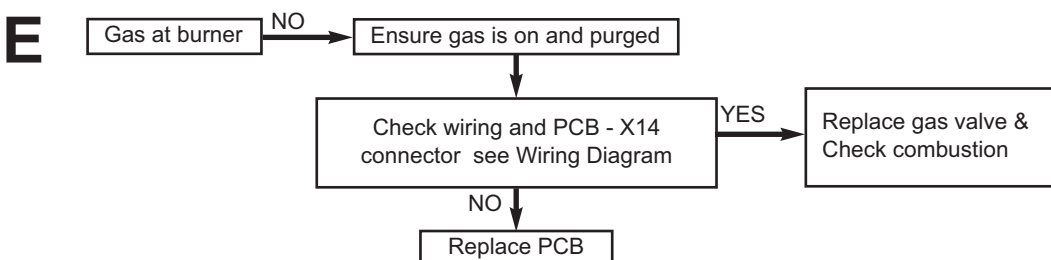 E
Gas at burner
NO
Ensure gas is on and purged
Check wiring and PCB - X14
connector see Wiring Diagram
YES
Replace gas valve &
Check combustion
NO
Replace PCB